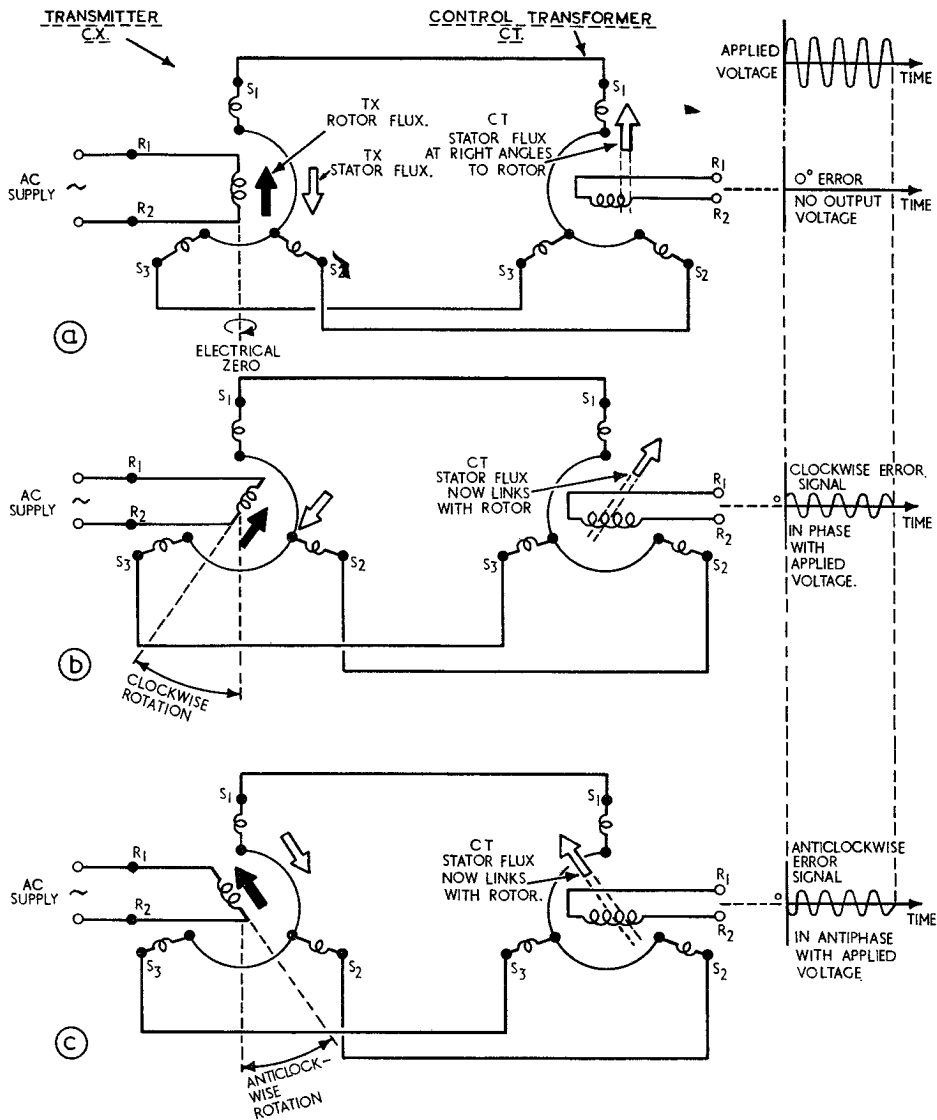 TRANSMITTER
C.X.
CONTROL TRANSFORMER
CT.
APPLIED
VOLTAGE
TIME
S1
TX
ROTOR FLUX.
TX
STATOR FLUX.
CT
STATOR FLUX
AT RIGHT ANGLES
TO ROTOR
S1
R1
AC
SUPPLY ~
R2
R1
R2
0° ERROR
NO OUTPUT
VOLTAGE
TIME
S3
S2
S3
S2
a
ELECTRICAL
ZERO
S1
S1
R1
AC
SUPPLY ~
R2
CT
STATOR FLUX
NOW LINKS
WITH ROTOR
R1
R2
CLOCKWISE ERROR
SIGNAL
TIME
IN PHASE
WITH
APPLIED
VOLTAGE.
S3
S2
S3
S2
b
CLOCKWISE
ROTATION
S1
S1
R1
AC
SUPPLY ~
R2
CT
STATOR FLUX
NOW LINKS
WITH ROTOR.
R1
R2
ANTICLOCKWISE
ERROR
SIGNAL
TIME
IN ANTIPHASE
WITH APPLIED
VOLTAGE
S3
S2
S3
S2
c
ANTICLOCK-
WISE
ROTATION